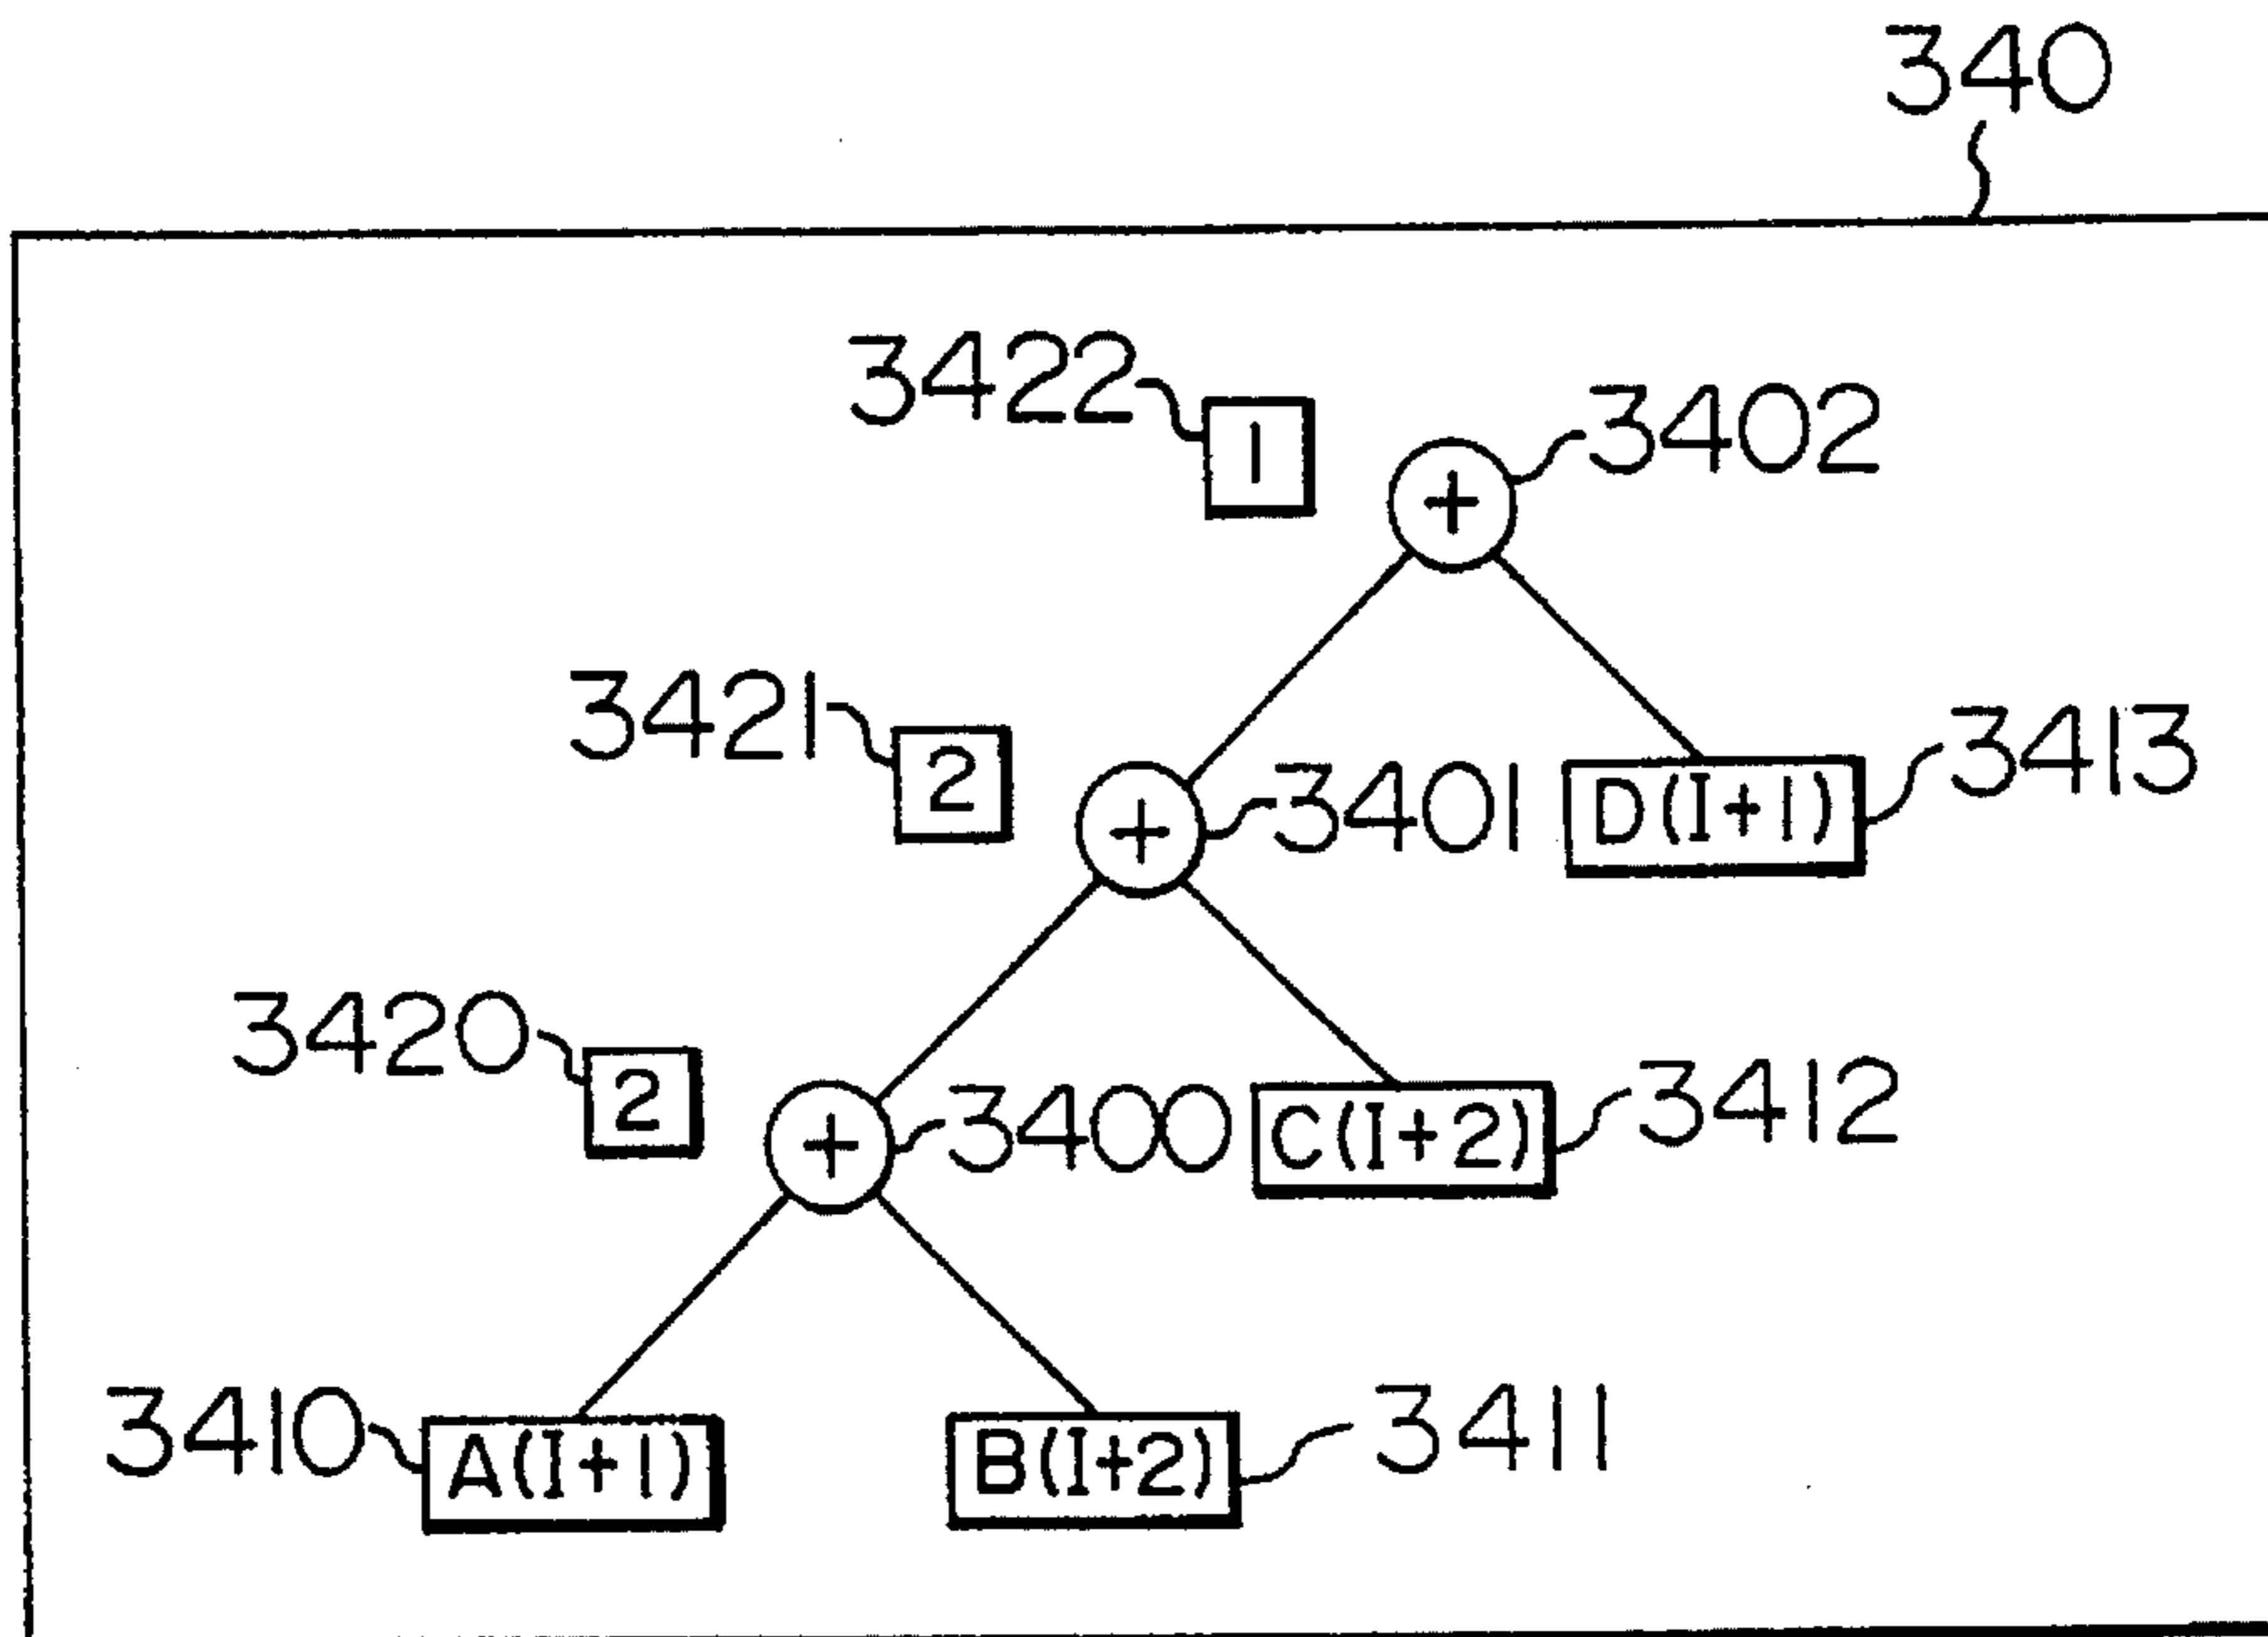 340
3422 1 + 3402
3421 2 + 3401 D(I+1) 3413
3420 2 + 3400 C(I+2) 3412
3410 A(I+1) B(I+2) 3411